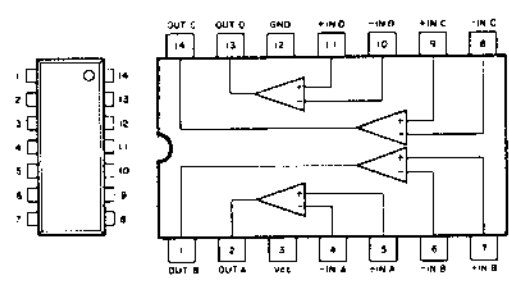 OUT C OUT D GND +IN D -IN D +IN C -IN C
14 13 12 11 10 9 8
1 14
2 13
3 12
4 11
5 10
6 9
7 8
+ -
+ -
+ -
+ -
1 2 3 4 5 6 7
OUT B OUT A Vcc -IN A +IN A -IN B +IN B